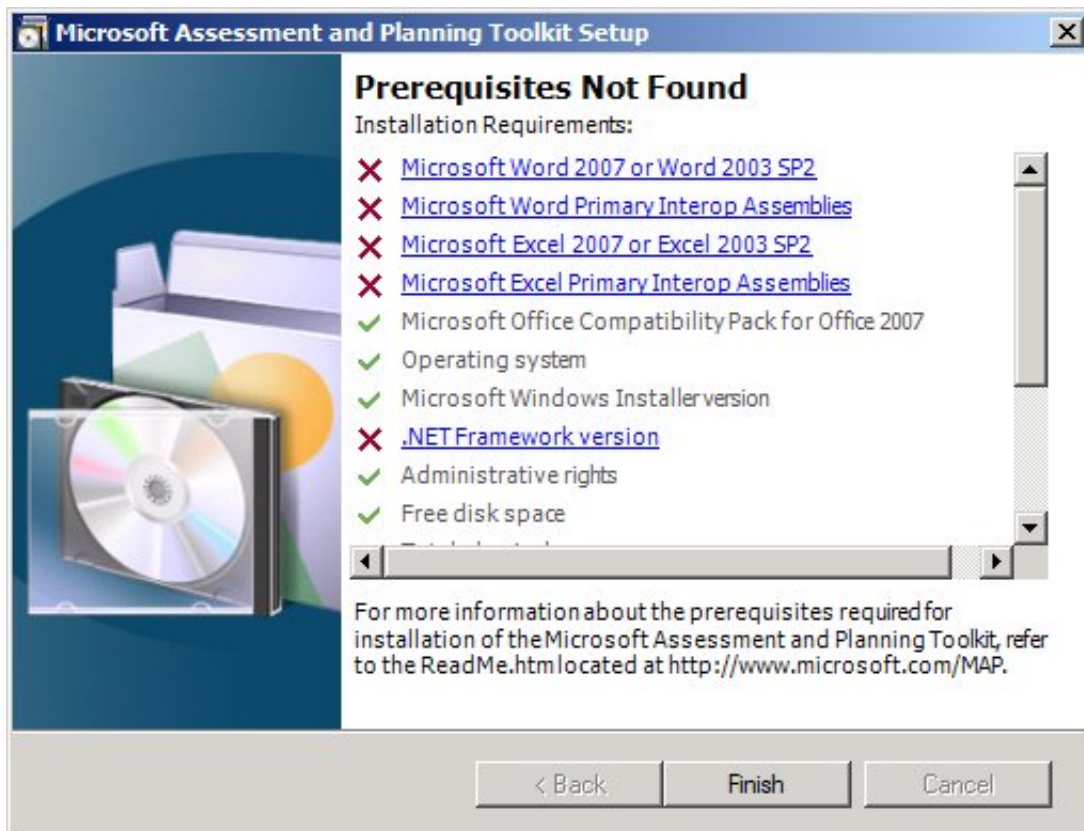 Microsoft Assessment and Planning Toolkit Setup
Prerequisites Not Found
Installation Requirements:
Microsoft Word 2007 or Word 2003 SP2
Microsoft Word Primary Interop Assemblies
Microsoft Excel 2007 or Excel 2003 SP2
Microsoft Excel Primary Interop Assemblies
Microsoft Office Compatibility Pack for Office 2007
Operating system
Microsoft Windows Installer version
.NET Framework version
Administrative rights
Free disk space
For more information about the prerequisites required for
installation of the Microsoft Assessment and Planning Toolkit, refer
to the ReadMe.htm located at http://www.microsoft.com/MAP.
< Back
Finish
Cancel